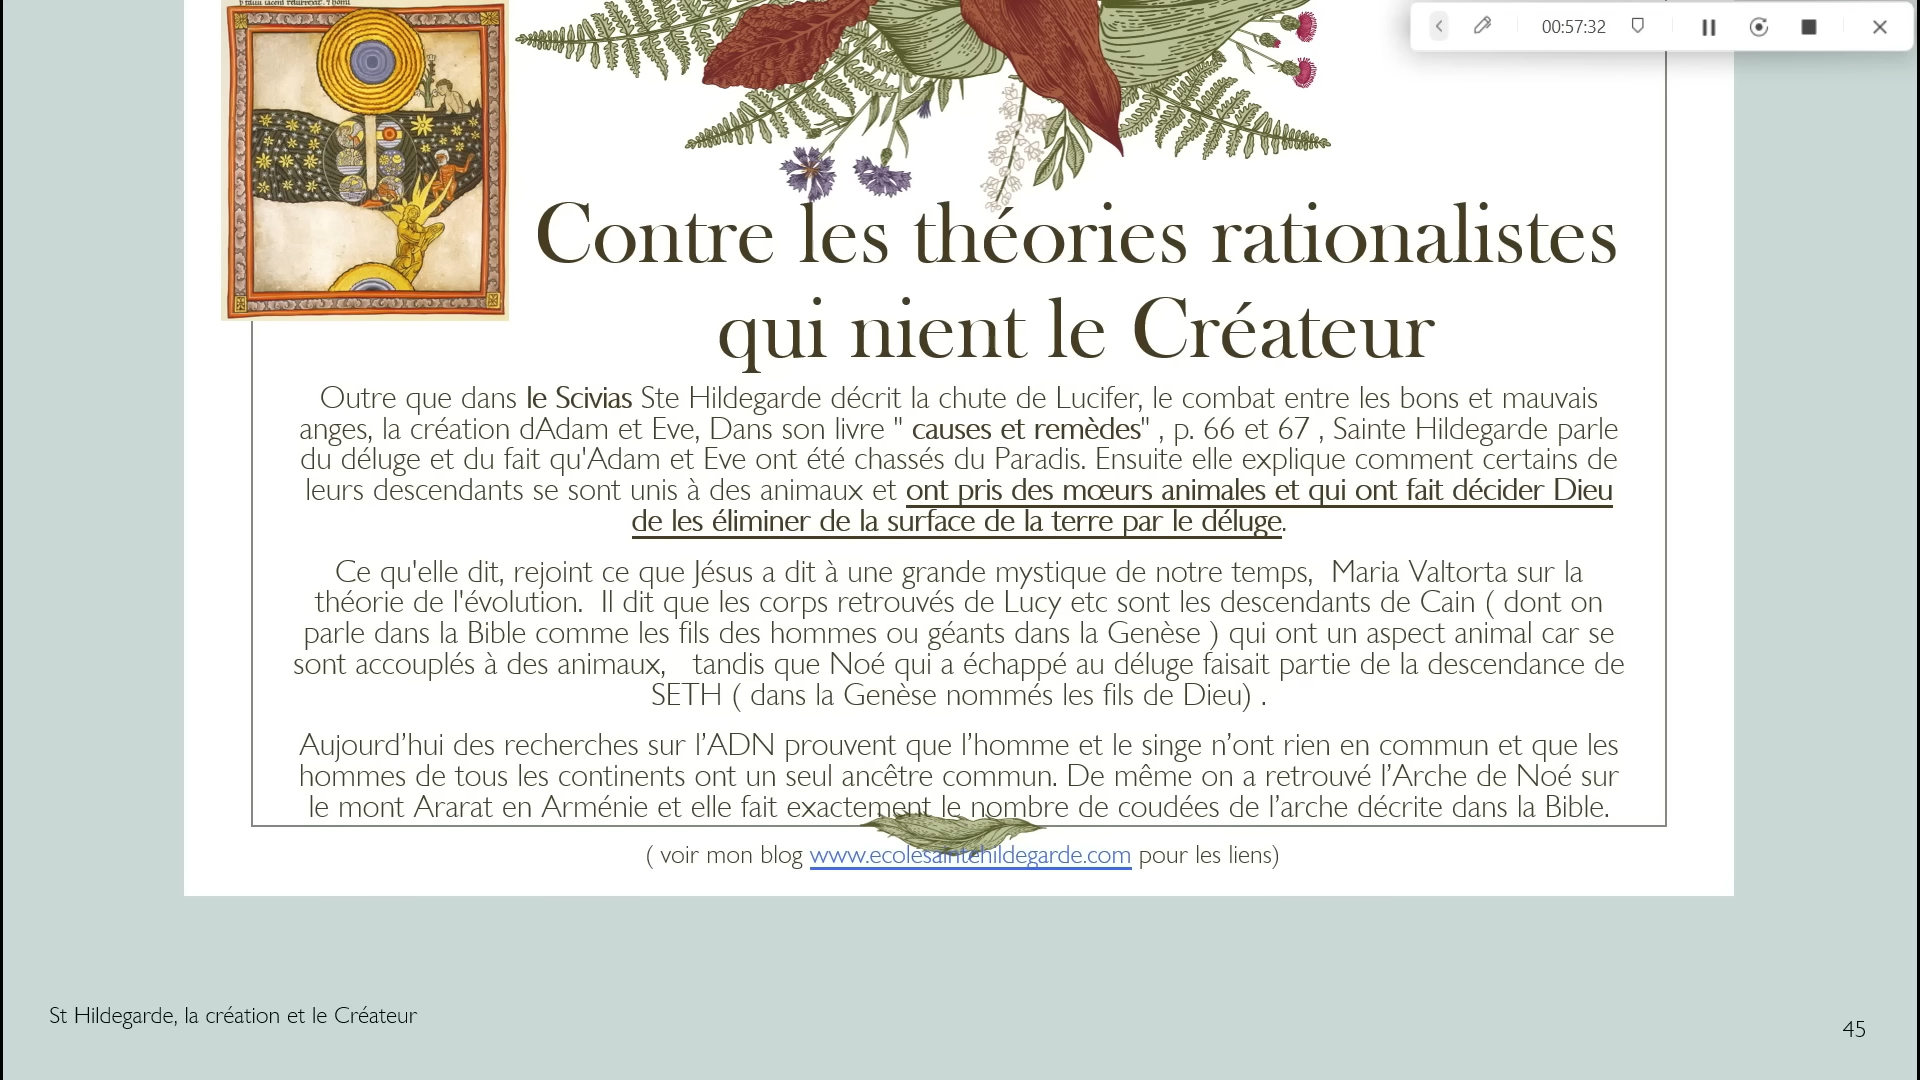 00:57:32
Contre les théories rationalistes
qui nient le Créateur
Outre que dans le Scivias Ste Hildegarde décrit la chute de Lucifer, le combat entre les bons et mauvais
anges, la création dAdam et Eve, Dans son livre " causes et remèdes" , p. 66 et 67 , Sainte Hildegarde parle
du déluge et du fait qu'Adam et Eve ont été chassés du Paradis. Ensuite elle explique comment certains de
leurs descendants se sont unis à des animaux et ont pris des mœurs animales et qui ont fait décider Dieu
de les éliminer de la surface de la terre par le déluge.
Ce qu'elle dit, rejoint ce que Jésus a dit à une grande mystique de notre temps, Maria Valtorta sur la
théorie de l'évolution. Il dit que les corps retrouvés de Lucy etc sont les descendants de Cain ( dont on
parle dans la Bible comme les fils des hommes ou géants dans la Genèse ) qui ont un aspect animal car se
sont accouplés à des animaux, tandis que Noé qui a échappé au déluge faisait partie de la descendance de
SETH ( dans la Genèse nommés les fils de Dieu) .
Aujourd’hui des recherches sur l’ADN prouvent que l’homme et le singe n’ont rien en commun et que les
hommes de tous les continents ont un seul ancêtre commun. De même on a retrouvé l’Arche de Noé sur
le mont Ararat en Arménie et elle fait exactement le nombre de coudées de l’arche décrite dans la Bible.
( voir mon blog www.ecolesaintehildegarde.com pour les liens)
St Hildegarde, la création et le Créateur
45